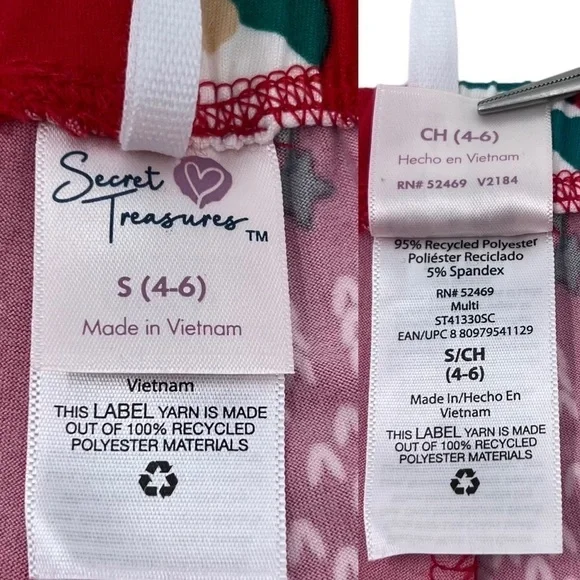 Secret
Treasures™
S (4-6)
Made in Vietnam
Vietnam
THIS LABEL YARN IS MADE
OUT OF 100% RECYCLED
POLYESTER MATERIALS
CH (4-6)
Hecho en Vietnam
RN# 52469 V2184
95% Recycled Polyester
Poliéster Reciclado
5% Spandex
RN# 52469
Multi
ST41330SC
EAN/UPC 8 80979541129
S/CH
(4-6)
Made In/Hecho En
Vietnam
THIS LABEL YARN IS MADE
OUT OF 100% RECYCLED
POLYESTER MATERIALS